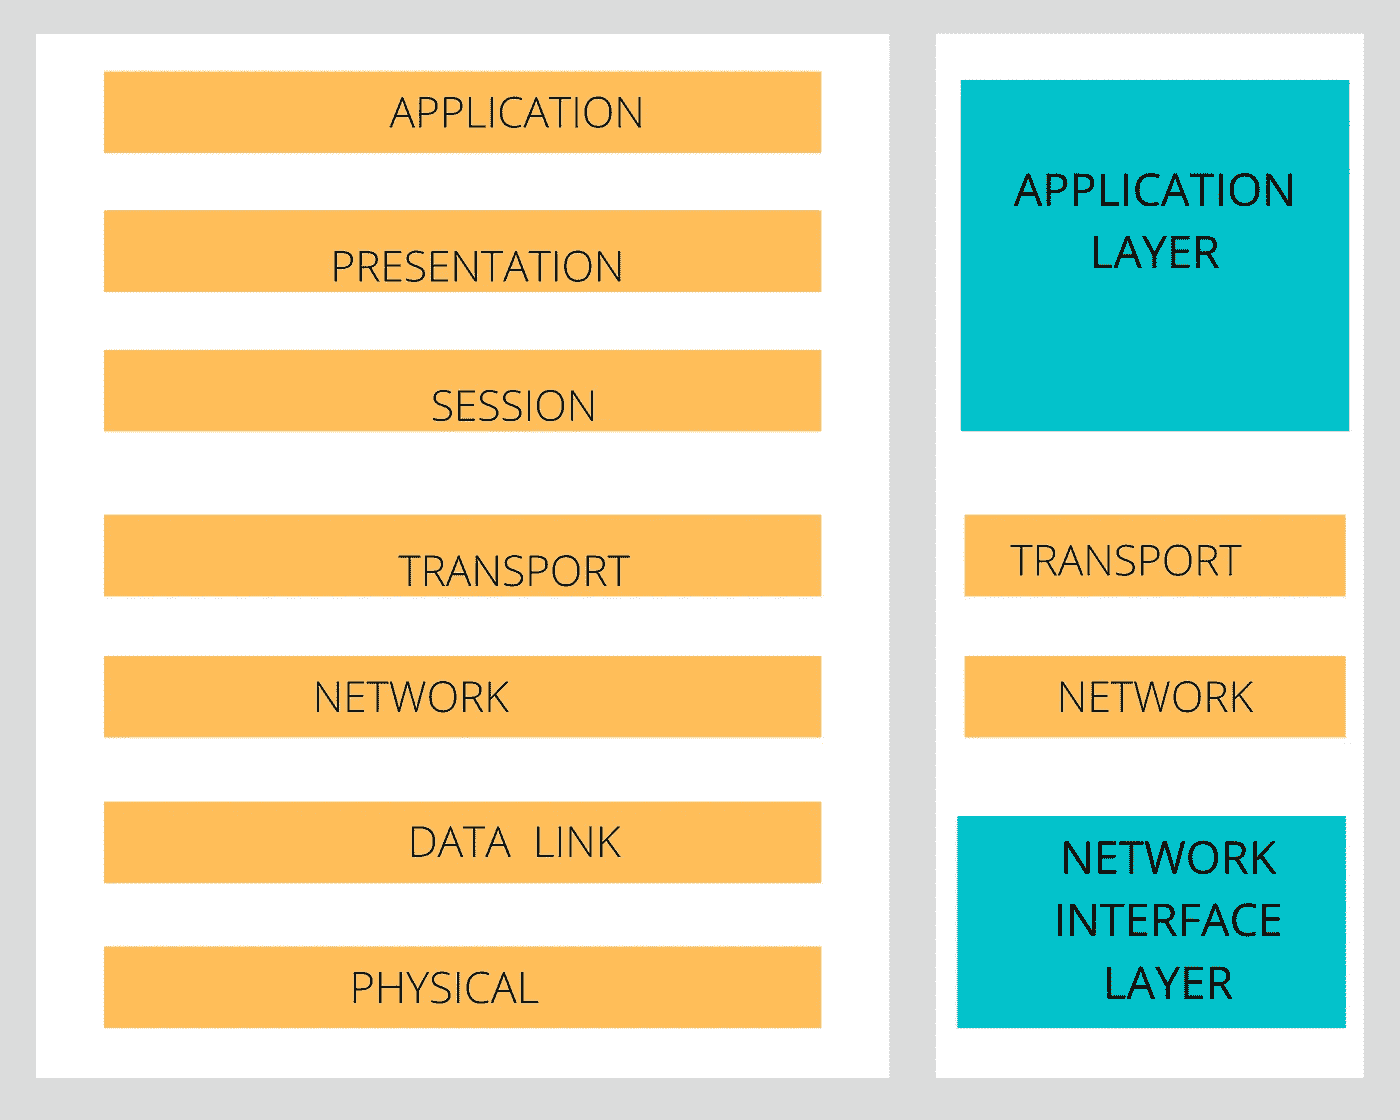 APPLICATION
PRESENTATION
SESSION
TRANSPORT
NETWORK
DATA LINK
PHYSICAL
APPLICATION
LAYER
TRANSPORT
NETWORK
NETWORK
INTERFACE
LAYER